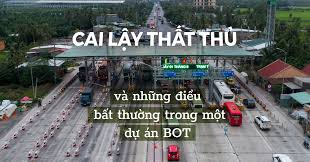 CAI LẬY THẤT THỦ
và những điều
bất thường trong một
dự án BOT